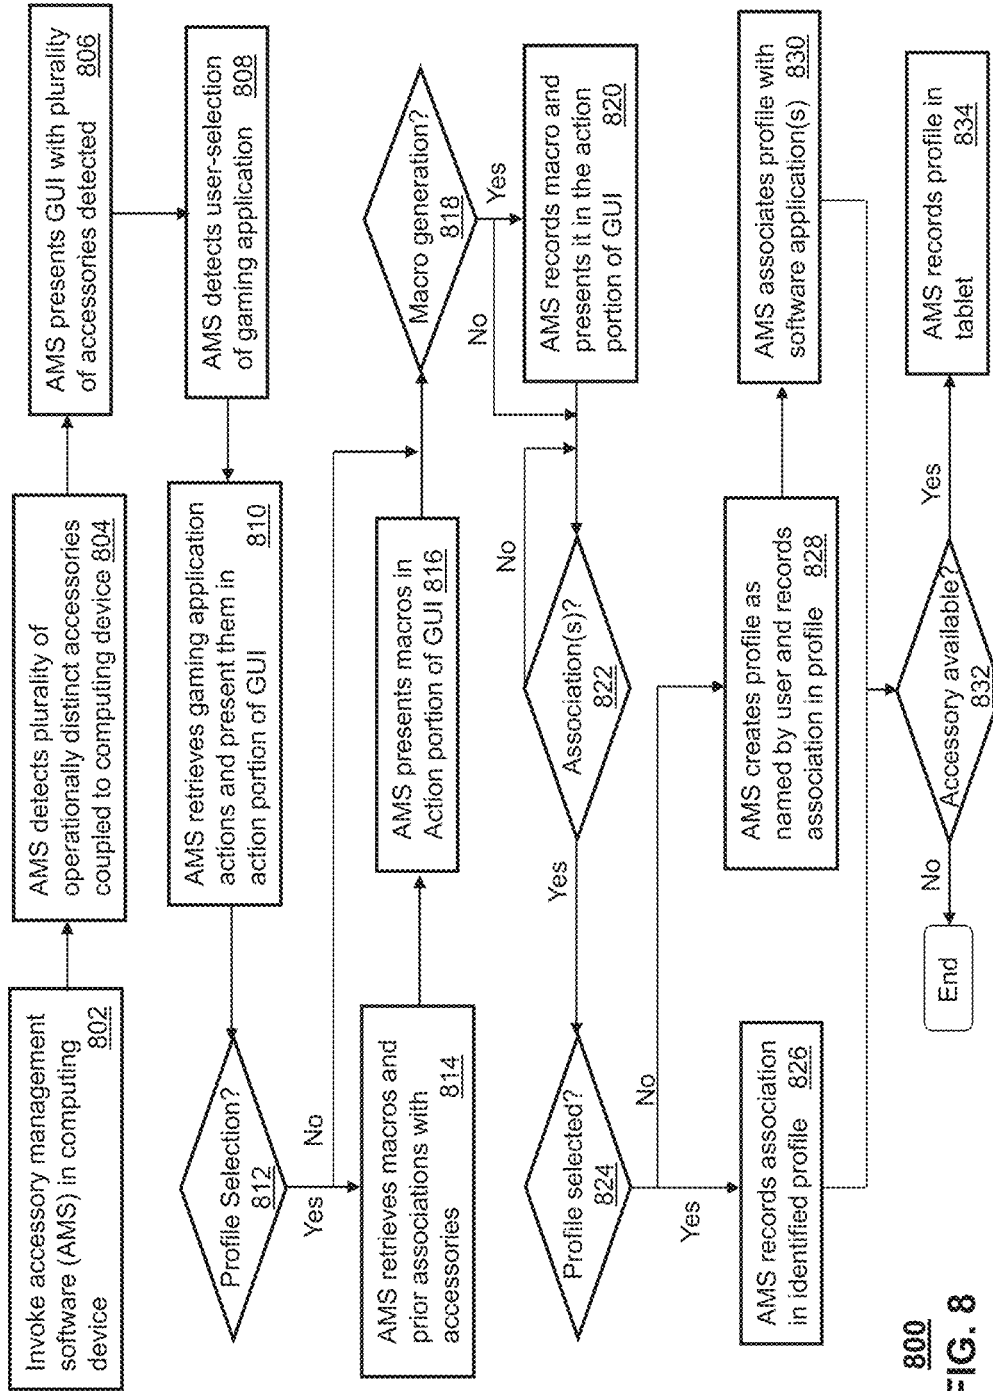 Invoke accessory management
software (AMS) in computing
device 802
AMS detects plurality of
operationally distinct accessories
coupled to computing device 804
AMS presents GUI with plurality
of accessories detected 806
AMS detects user-selection
of gaming application 808
AMS retrieves gaming application
actions and present them in
action portion of GUI 810
Profile Selection?
812
No
Yes
AMS retrieves macros and
prior associations with
accessories 814
AMS presents macros in
Action portion of GUI 816
Macro generation?
818
No
Yes
AMS records macro and
presents it in the action
portion of GUI 820
No
Association(s)?
822
Yes
Profile selected?
824
No
Yes
AMS records association
in identified profile 826
AMS creates profile as
named by user and records
association in profile 828
AMS associates profile with
software application(s) 830
Accessory available?
832
No
Yes
End
AMS records profile in
tablet 834
800
FIG. 8